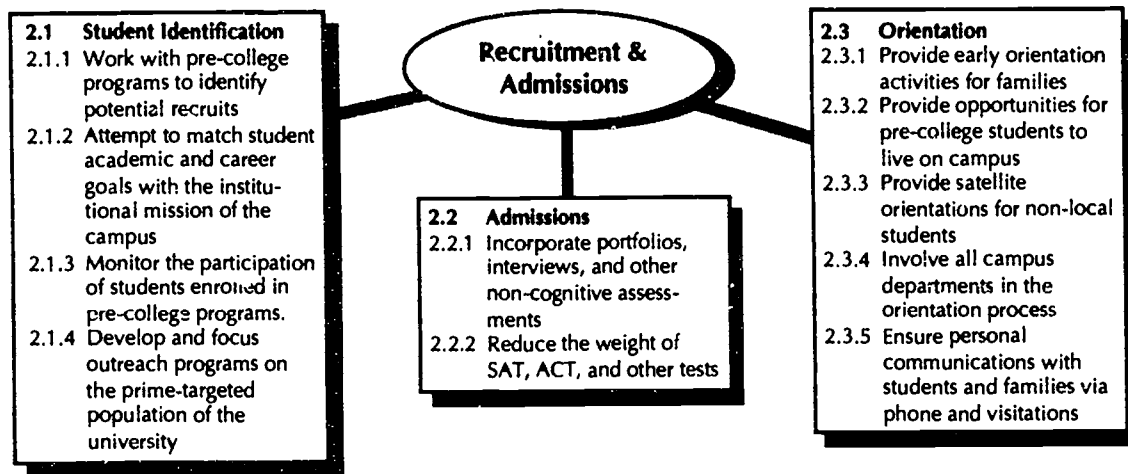 Recruitment &
Admissions
2.1 Student Identification
2.1.1 Work with pre-college
programs to identify
potential recruits
2.1.2 Attempt to match student
academic and career
goals with the institu-
tional mission of the
campus
2.1.3 Monitor the participation
of students enrolled in
pre-college programs.
2.1.4 Develop and focus
outreach programs on
the prime-targeted
population of the
university
2.2 Admissions
2.2.1 Incorporate portfolios,
interviews, and other
non-cognitive assess-
ments
2.2.2 Reduce the weight of
SAT, ACT, and other tests
2.3 Orientation
2.3.1 Provide early orientation
activities for families
2.3.2 Provide opportunities for
pre-college students to
live on campus
2.3.3 Provide satellite
orientations for non-local
students
2.3.4 Involve all campus
departments in the
orientation process
2.3.5 Ensure personal
communications with
students and families via
phone and visitations